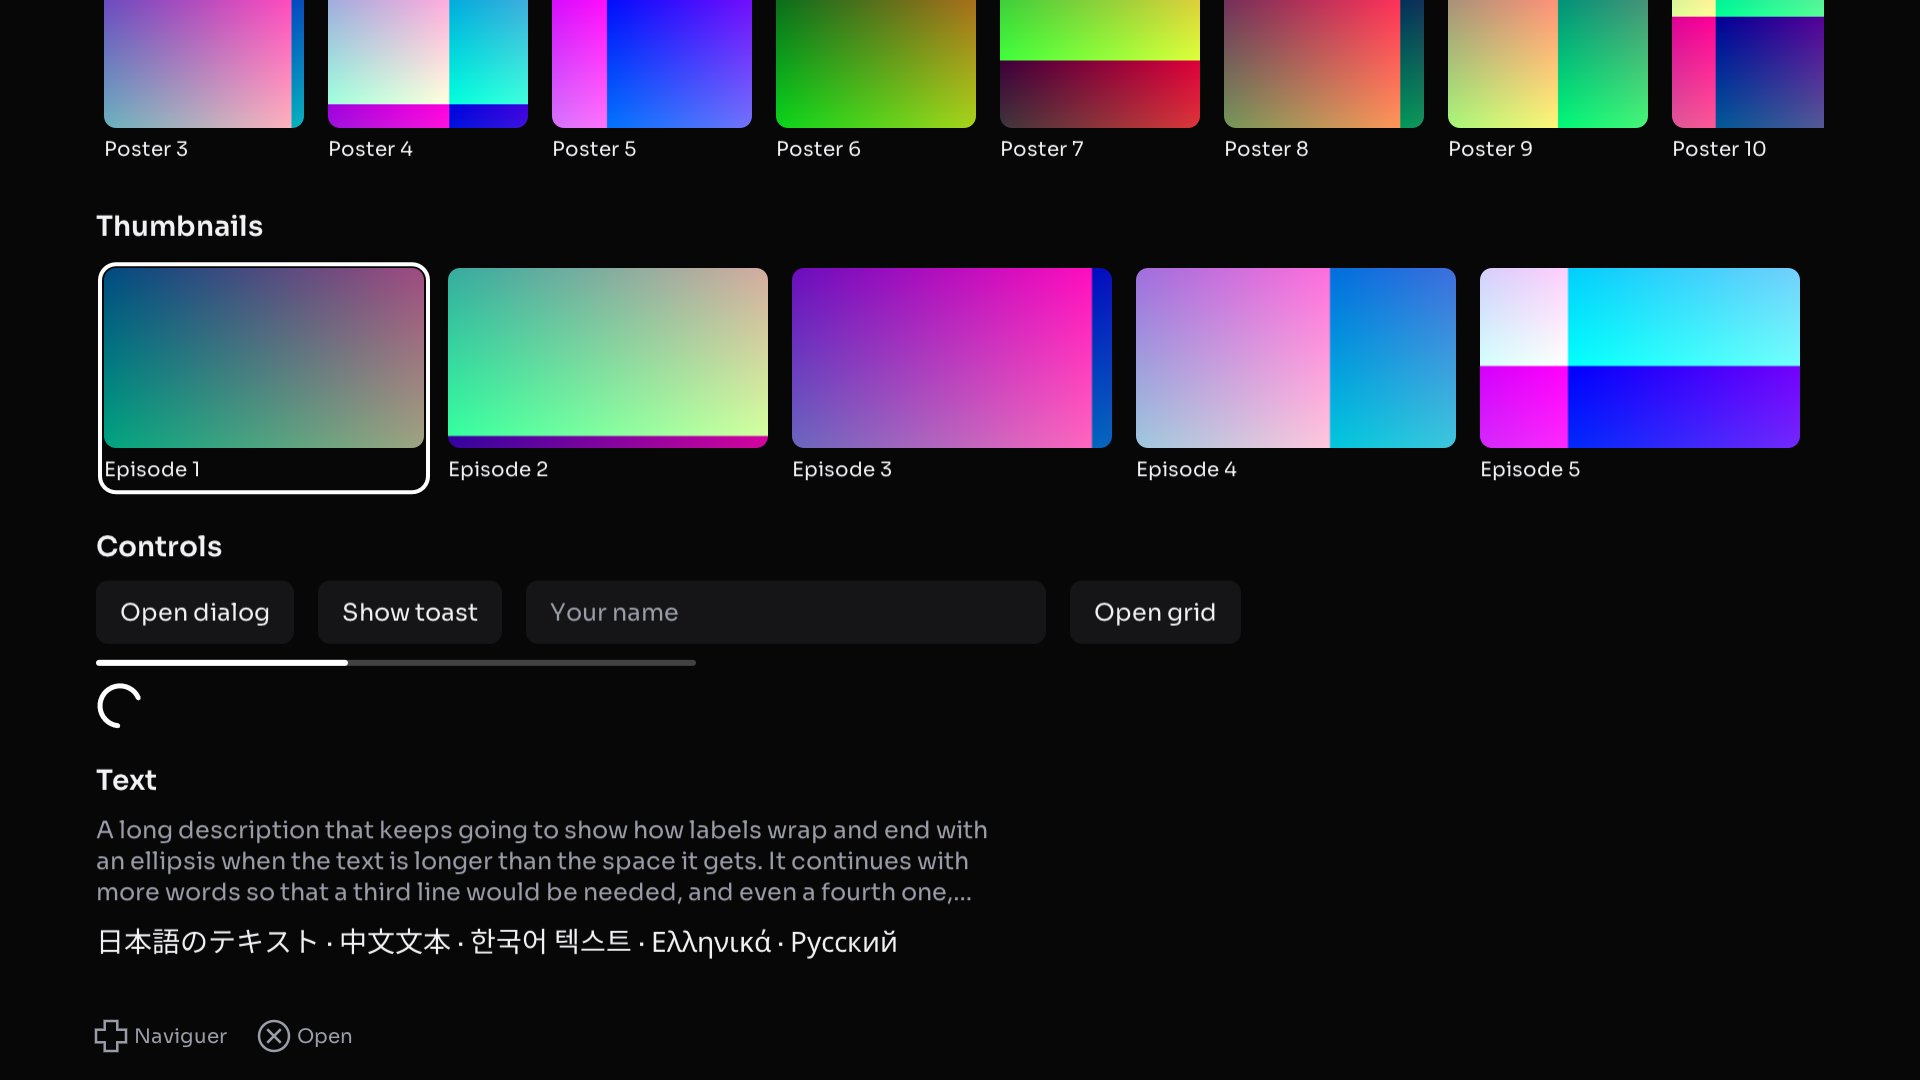 Poster 3
Poster 4
Poster 5
Poster 6
Poster 7
Poster 8
Poster 9
Poster 10
Thumbnails
Episode 1
Episode 2
Episode 3
Episode 4
Episode 5
Controls
Open dialog
Show toast
Your name
Open grid
Text
A long description that keeps going to show how labels wrap and end with
an ellipsis when the text is longer than the space it gets. It continues with
more words so that a third line would be needed, and even a fourth one,...
日本語のテキスト · 中文文本 · 한국어 텍스트 · Ελληνικά · Русский
Naviguer
Open